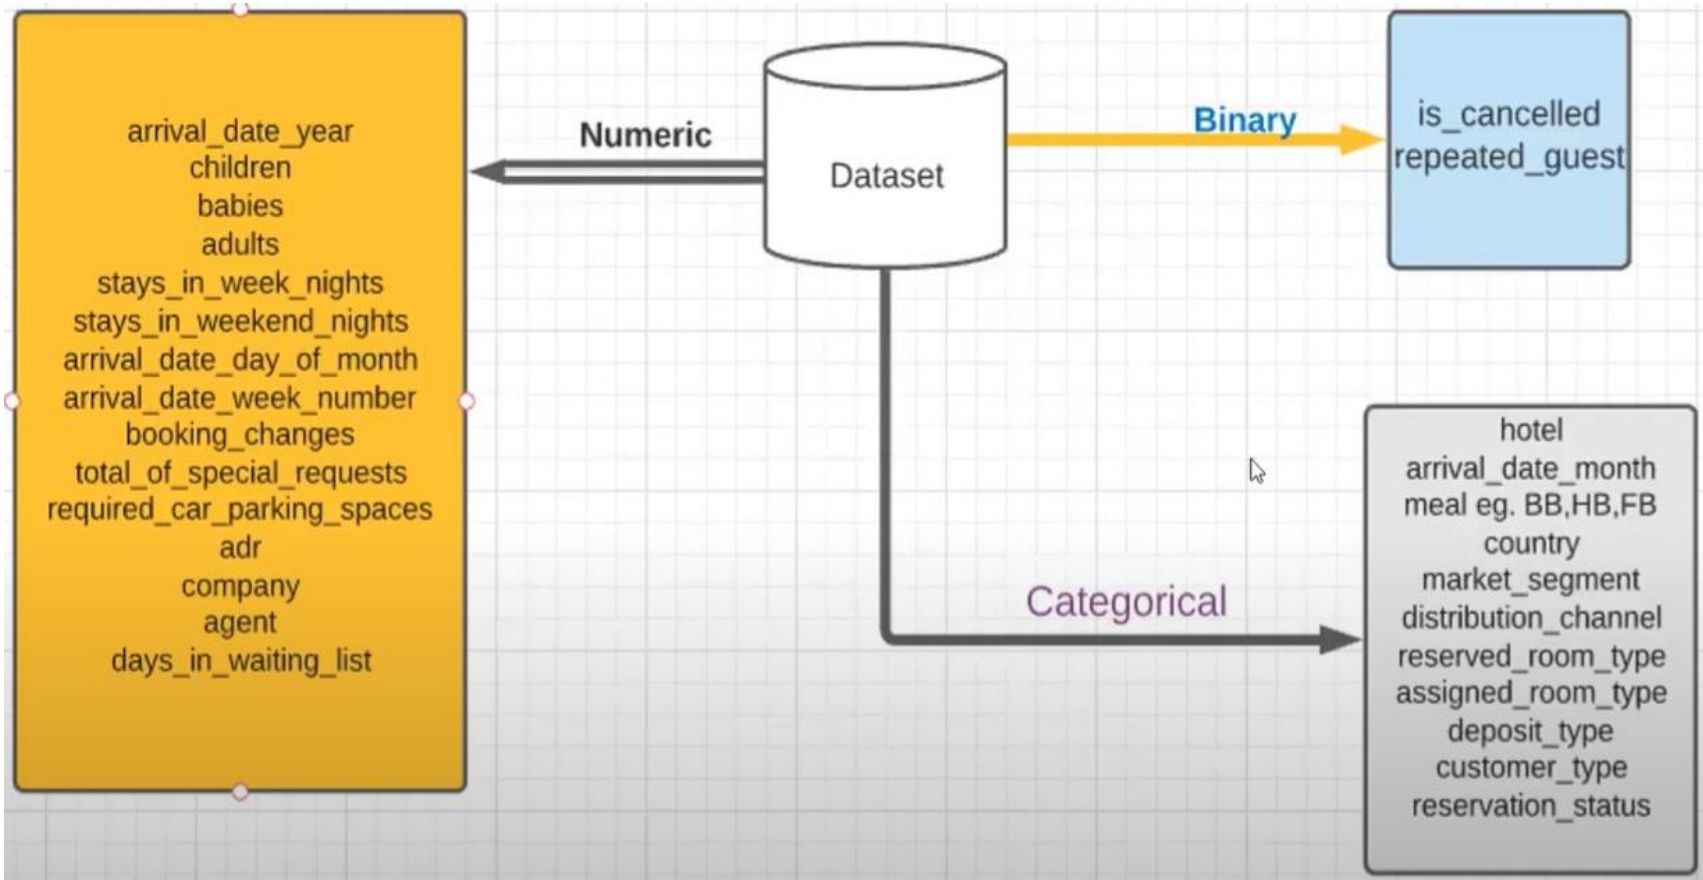 arrival_date_year
children
babies
adults
stays_in_week_nights
stays_in_weekend_nights
arrival_date_day_of_month
arrival_date_week_number
booking_changes
total_of_special_requests
required_car_parking_spaces
adr
company
agent
days_in_waiting_list
Numeric
Dataset
Binary
is_cancelled
repeated_guest
Categorical
hotel
arrival_date_month
meal eg. BB,HB,FB
country
market_segment
distribution_channel
reserved_room_type
assigned_room_type
deposit_type
customer_type
reservation_status